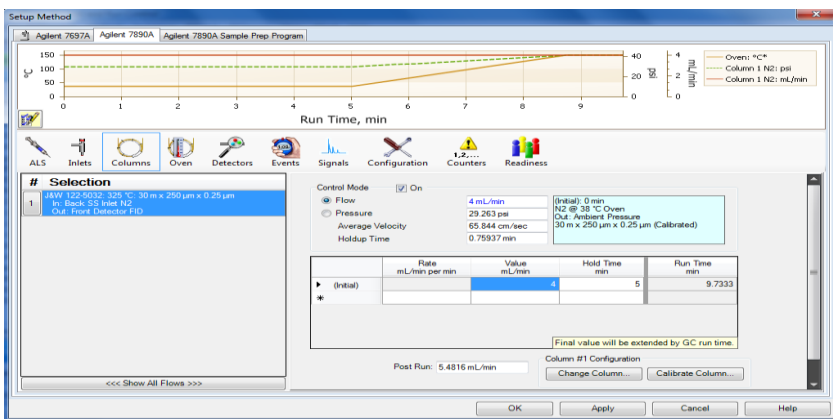 Setup Method
Agilent 7697A Agilent 7890A Agilent 7890A Sample Prep Program
150
100
50
0
°C
40
20
0
psi
4
2
0
mL/min
Oven: °C*
Column 1 N2: psi
Column 1 N2: mL/min
0 1 2 3 4 5 6 7 8 9
Run Time, min
1,2,...
ALS Inlets Columns Oven Detectors Events Signals Configuration Counters Readiness
# Selection
1 J&W 122-5032: 325 °C: 30 m x 250 µm x 0.25 µm
In: Back SS Inlet N2
Out: Front Detector FID
<<< Show All Flows >>>
Control Mode On
Flow 4 mL/min
Pressure 29.263 psi
Average Velocity 65.844 cm/sec
Holdup Time 0.75937 min
(Initial): 0 min
N2 @ 38 °C Oven
Out: Ambient Pressure
30 m x 250 µm x 0.25 µm (Calibrated)
Rate Value Hold Time Run Time
mL/min per min mL/min min min
(Initial) 4 5 9.7333
*
Final value will be extended by GC run time.
Post Run: 5.4816 mL/min
Column #1 Configuration
Change Column... Calibrate Column...
OK Apply Cancel Help